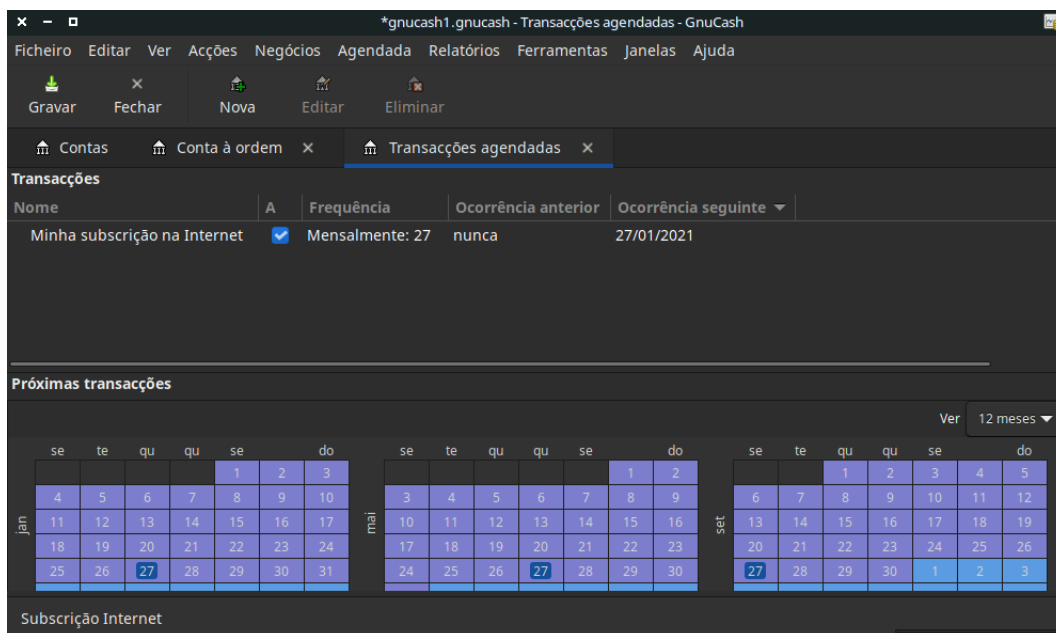 *gnucash1.gnucash - Transacções agendadas - GnuCash
Ficheiro Editar Ver Acções Negócios Agendada Relatórios Ferramentas Janelas Ajuda
Gravar Fechar Nova Editar Eliminar
Contas Conta à ordem Transacções agendadas
Transacções
Nome A Frequência Ocorrência anterior Ocorrência seguinte
Minha subscrição na Internet Mensalmente: 27 nunca 27/01/2021
Próximas transacções
Ver 12 meses
se te qu qu se do se te qu qu se do se te qu qu se do
1 2 3 1 2 1 2 3 4 5
4 5 6 7 8 9 10 3 4 5 6 7 8 9 6 7 8 9 10 11 12
jan 11 12 13 14 15 16 17 mai 10 11 12 13 14 15 16 set 13 14 15 16 17 18 19
18 19 20 21 22 23 24 17 18 19 20 21 22 23 20 21 22 23 24 25 26
25 26 27 28 29 30 31 24 25 26 27 28 29 30 27 28 29 30 1 2 3
Subscrição Internet